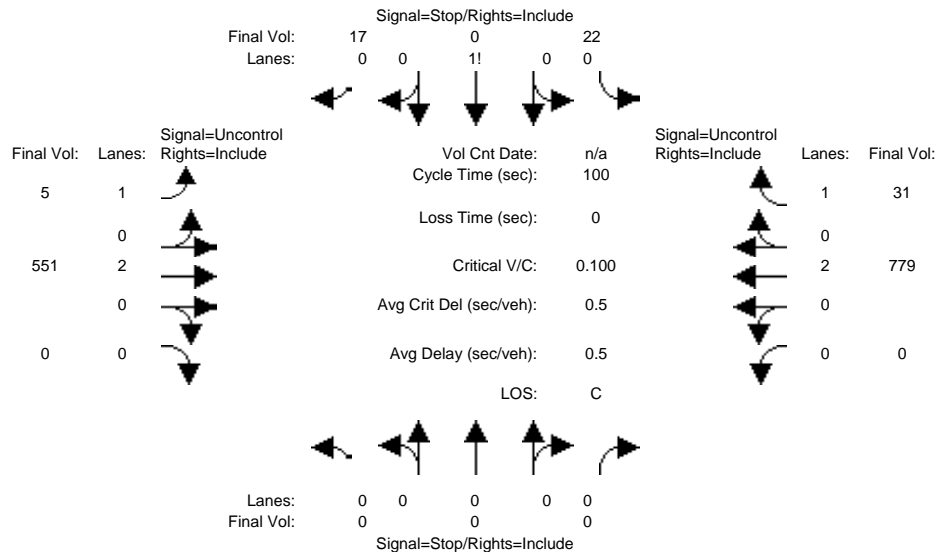 Signal=Stop/Rights=Include
Final Vol: 17 0 22
Lanes: 0 0 1! 0 0
Signal=Uncontrol Signal=Uncontrol
Final Vol: Lanes: Rights=Include Vol Cnt Date: n/a Rights=Include Lanes: Final Vol:
Cycle Time (sec): 100
5 1 1 31
Loss Time (sec): 0
0 0
551 2 Critical V/C: 0.100 2 779
0 Avg Crit Del (sec/veh): 0.5 0
0 0 Avg Delay (sec/veh): 0.5 0 0
LOS: C
Lanes: 0 0 0 0 0
Final Vol: 0 0 0
Signal=Stop/Rights=Include